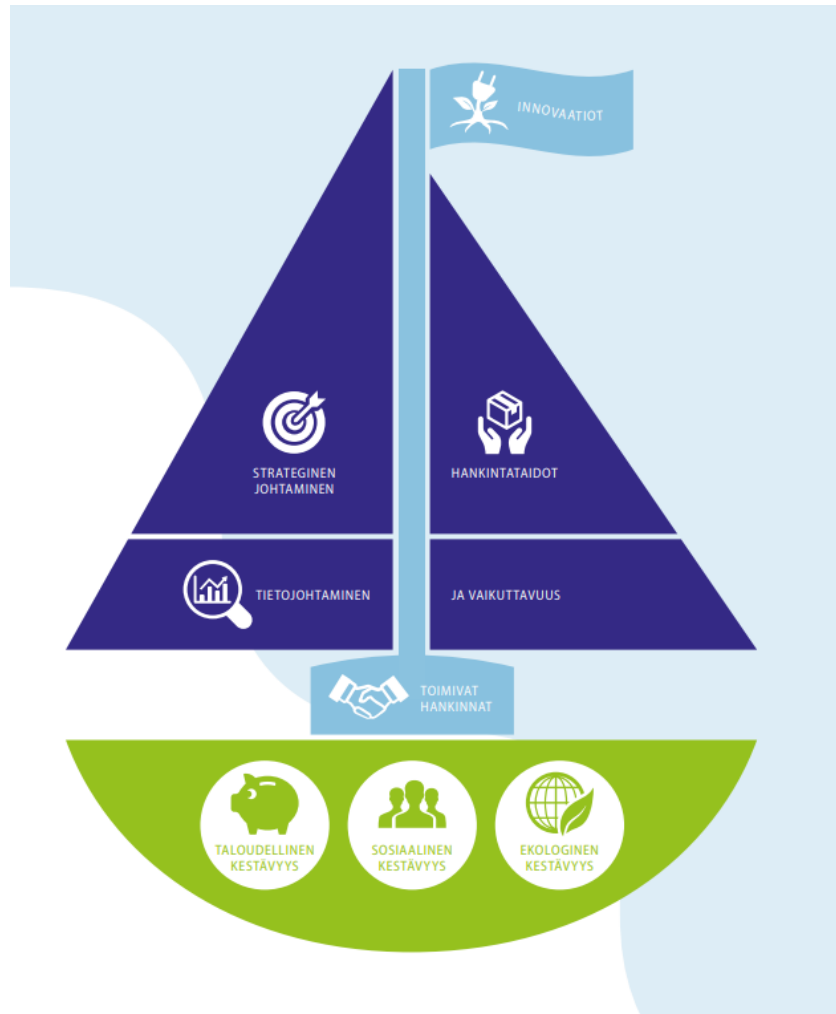 INNOVAATIOT
STRATEGINEN
JOHTAMINEN
HANKINTATAIDOT
TIETOJOHTAMINEN
JA VAIKUTTAVUUS
TOIMIVAT
HANKINNAT
TALOUDELLINEN
KESTÄVYYS
SOSIAALINEN
KESTÄVYYS
EKOLOGINEN
KESTÄVYYS